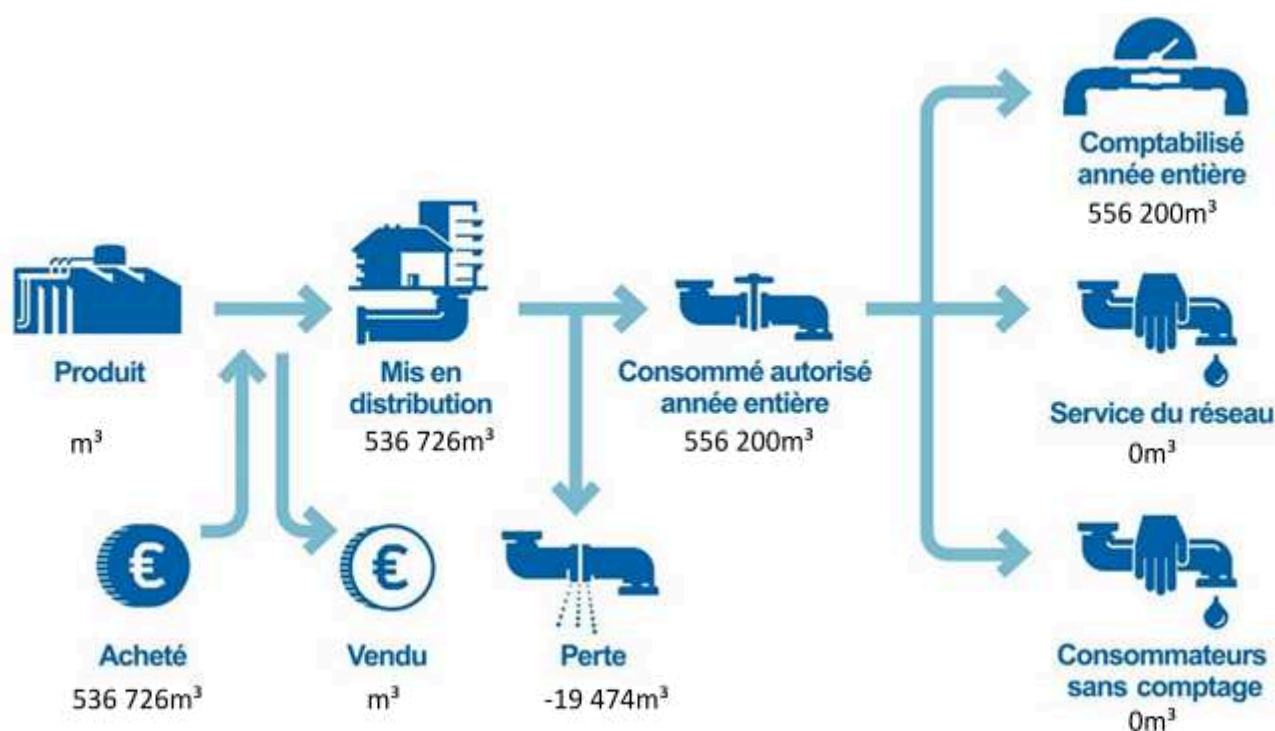 Comptabilisé
année entière
556 200m³
Produit
m³
Mis en
distribution
536 726m³
Consommé autorisé
année entière
556 200m³
Service du réseau
0m³
€
Acheté
536 726m³
€
Vendu
m³
Perte
-19 474m³
Consommateurs
sans comptage
0m³